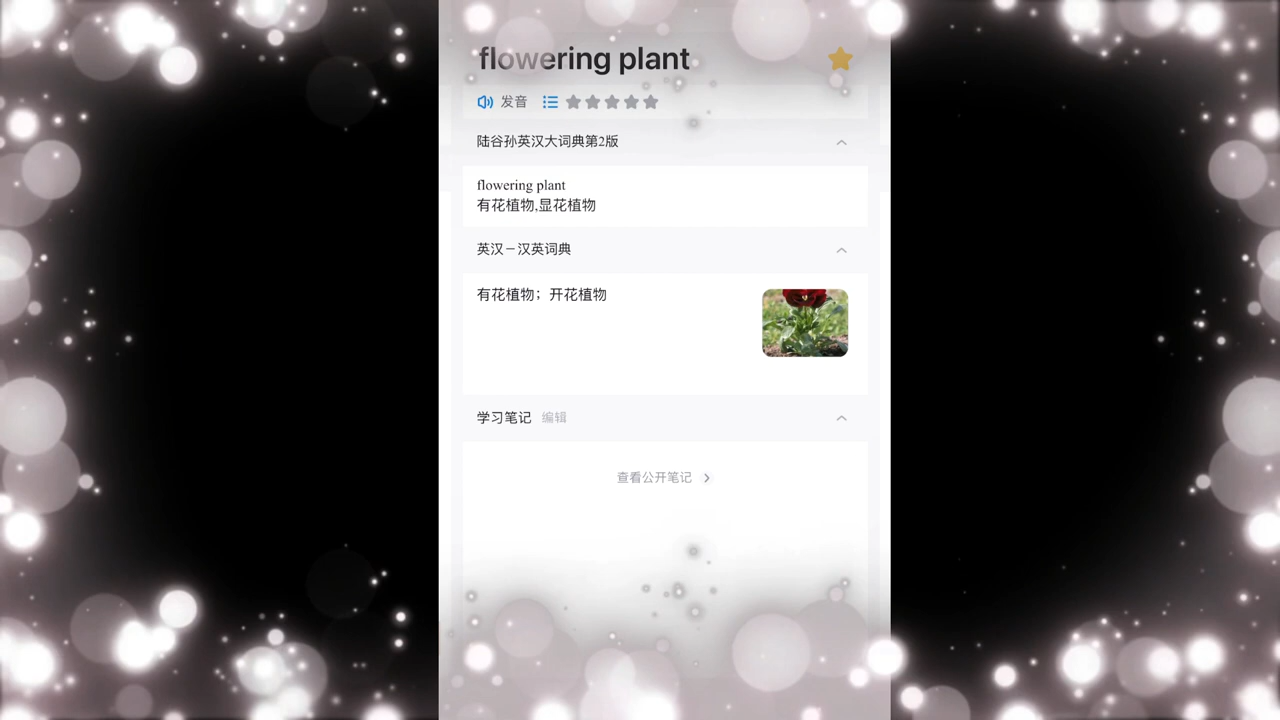 flowering plant
发音
陆谷孙英汉大词典第2版
flowering plant
有花植物,显花植物
英汉－汉英词典
有花植物；开花植物
学习笔记 编辑
查看公开笔记